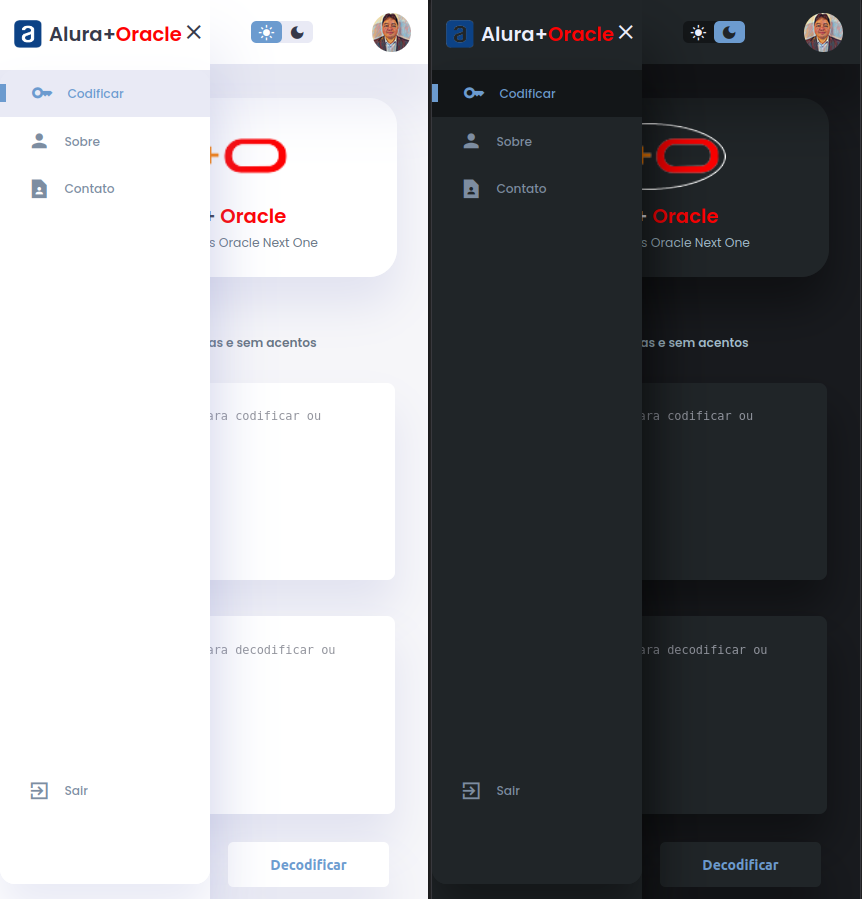 a Alura+Oracle
Codificar
Sobre
Contato
+ Oracle
s Oracle Next One
as e sem acentos
ara codificar ou
ara decodificar ou
Sair
Decodificar
a Alura+Oracle
Codificar
Sobre
Contato
Oracle
s Oracle Next One
as e sem acentos
ara codificar ou
ara decodificar ou
Sair
Decodificar